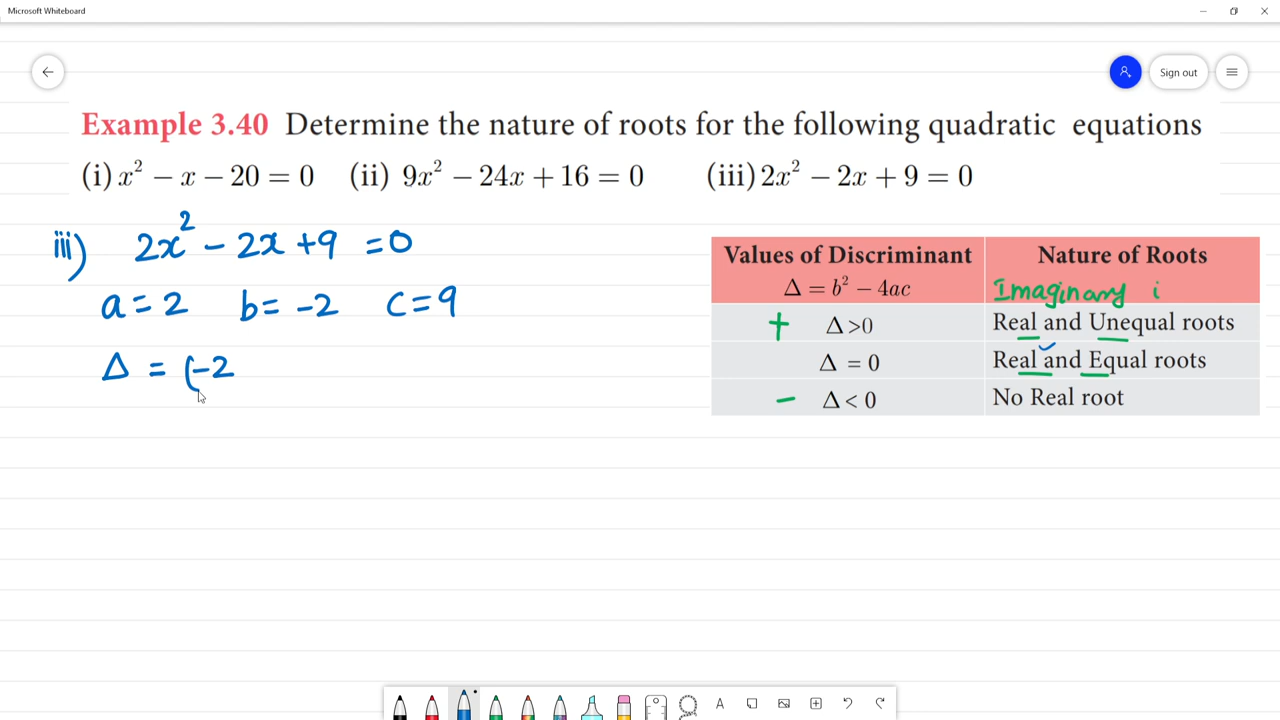 Microsoft Whiteboard
Sign out
Example 3.40 Determine the nature of roots for the following quadratic equations
(i) x² − x − 20 = 0 (ii) 9x² − 24x + 16 = 0 (iii) 2x² − 2x + 9 = 0
iii) 2x² − 2x + 9 = 0
a = 2 b = −2 c = 9
Δ = (−2
Values of Discriminant Nature of Roots
Δ = b² − 4ac Imaginary i
+ Δ >0 Real and Unequal roots
Δ = 0 Real and Equal roots
− Δ < 0 No Real root
A